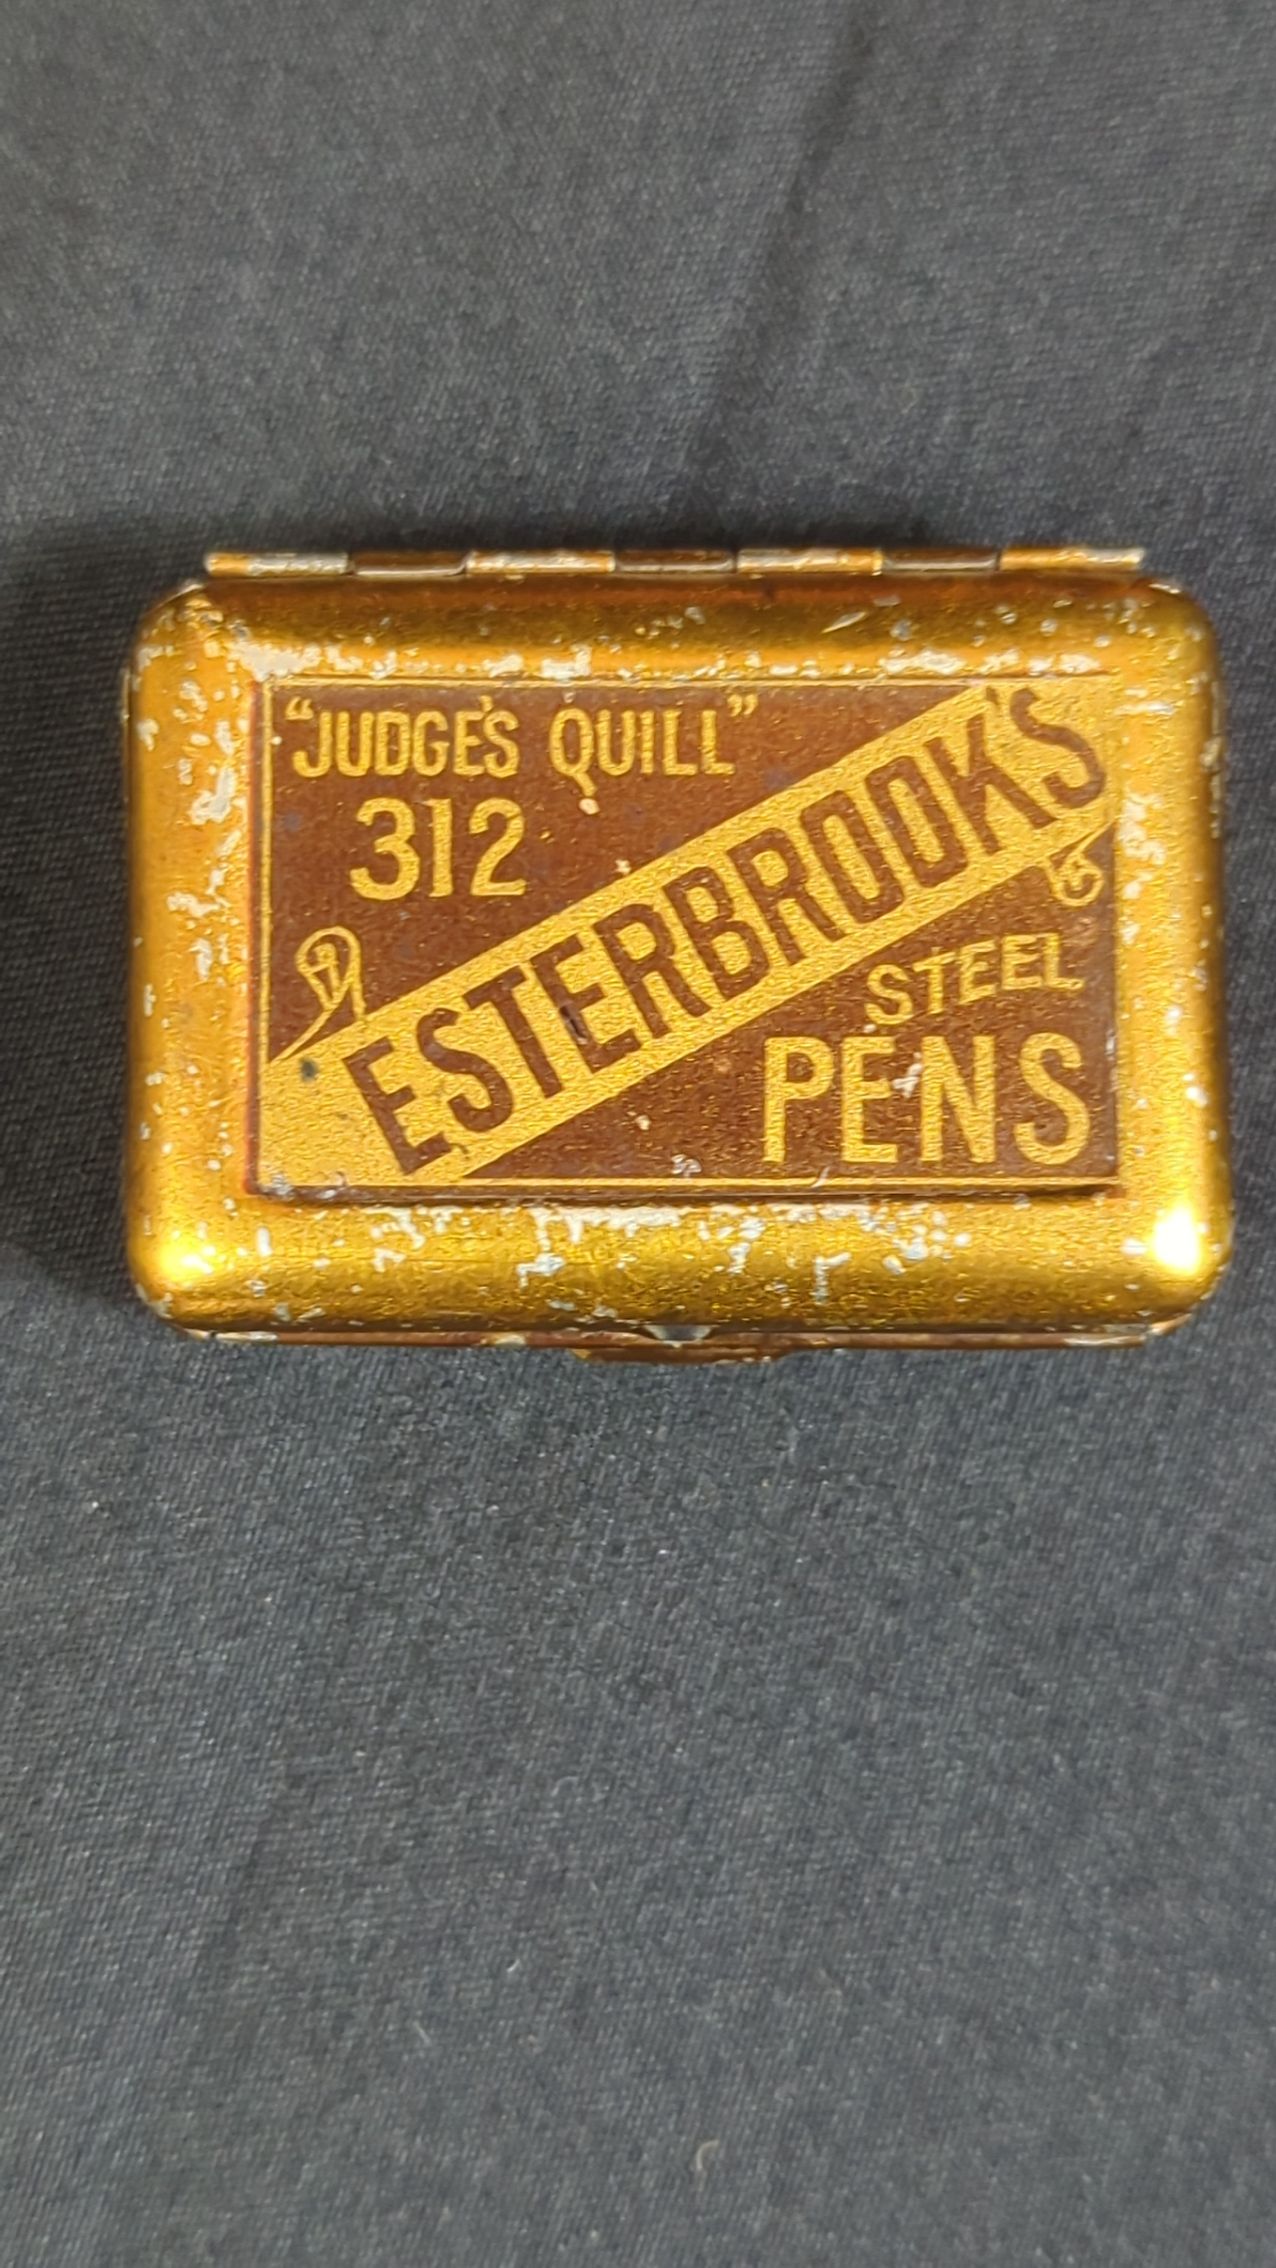 "JUDGE'S QUILL"
312
ESTERBROOK'S
STEEL
PENS